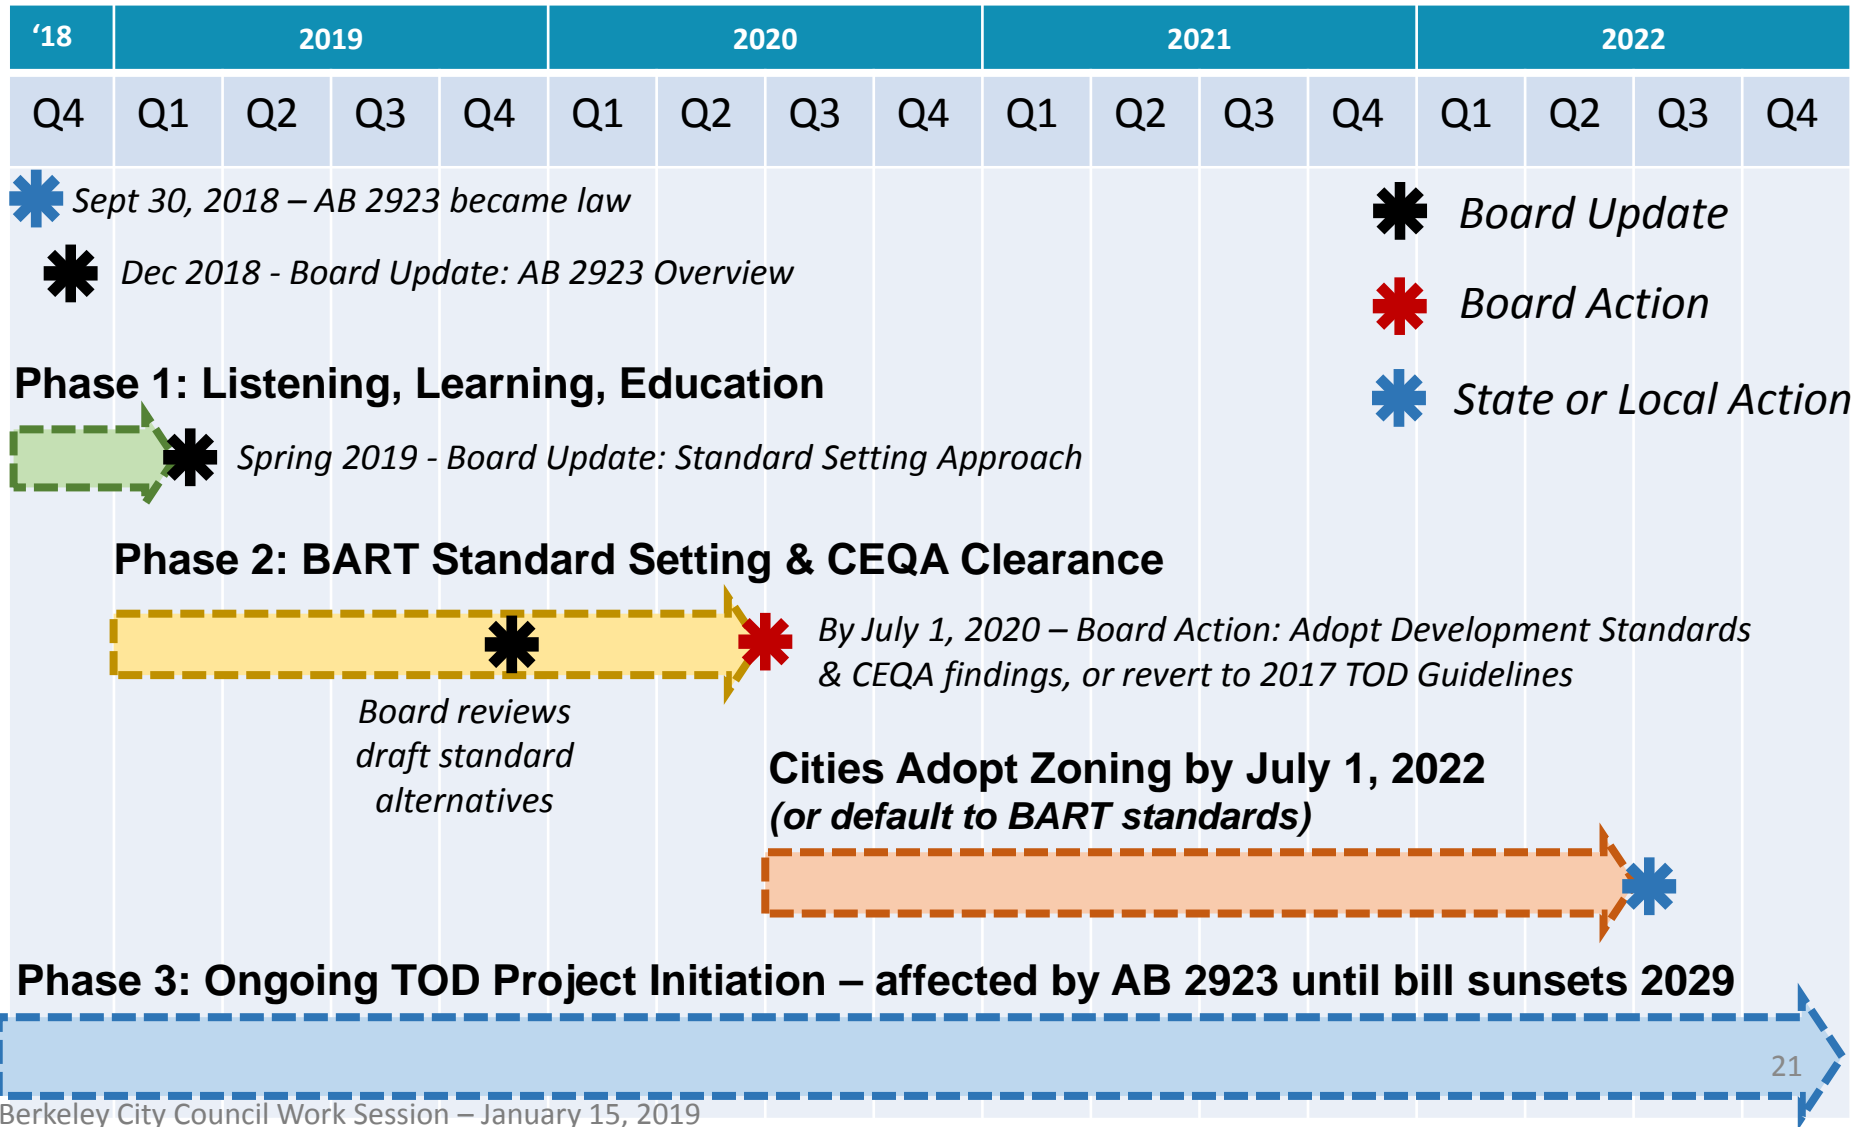 ‘18 2019 2020 2021 2022
Q4 Q1 Q2 Q3 Q4 Q1 Q2 Q3 Q4 Q1 Q2 Q3 Q4 Q1 Q2 Q3 Q4
Sept 30, 2018 – AB 2923 became law
Dec 2018 - Board Update: AB 2923 Overview
Board Update
Board Action
State or Local Action
Phase 1: Listening, Learning, Education
Spring 2019 - Board Update: Standard Setting Approach
Phase 2: BART Standard Setting & CEQA Clearance
By July 1, 2020 – Board Action: Adopt Development Standards
& CEQA findings, or revert to 2017 TOD Guidelines
Board reviews
draft standard
alternatives
Cities Adopt Zoning by July 1, 2022
(or default to BART standards)
Phase 3: Ongoing TOD Project Initiation – affected by AB 2923 until bill sunsets 2029
21
Berkeley City Council Work Session – January 15, 2019